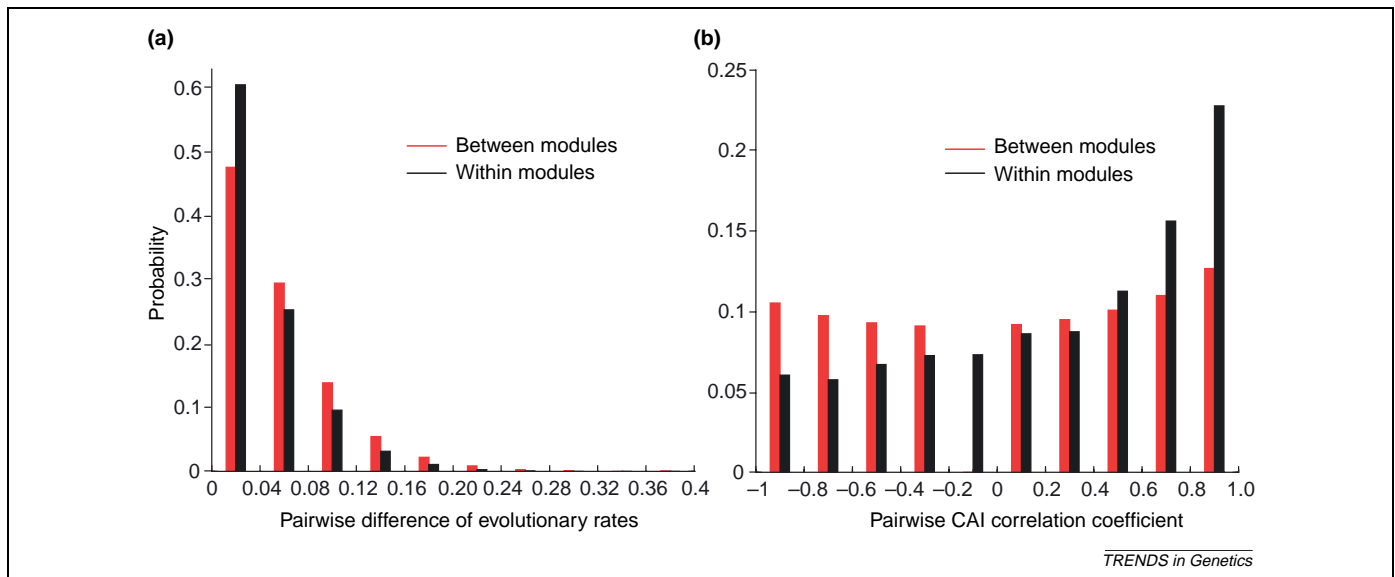 (a)
Probability
0.6
0.5
0.4
0.3
0.2
0.1
0
Between modules
Within modules
0 0.04 0.08 0.12 0.16 0.20 0.24 0.28 0.32 0.36 0.4
Pairwise difference of evolutionary rates
(b)
0.25
0.2
0.15
0.1
0.05
0
Between modules
Within modules
–1 –0.8 –0.6 –0.4 –0.2 0 0.2 0.4 0.6 0.8 1.0
Pairwise CAI correlation coefficient
TRENDS in Genetics